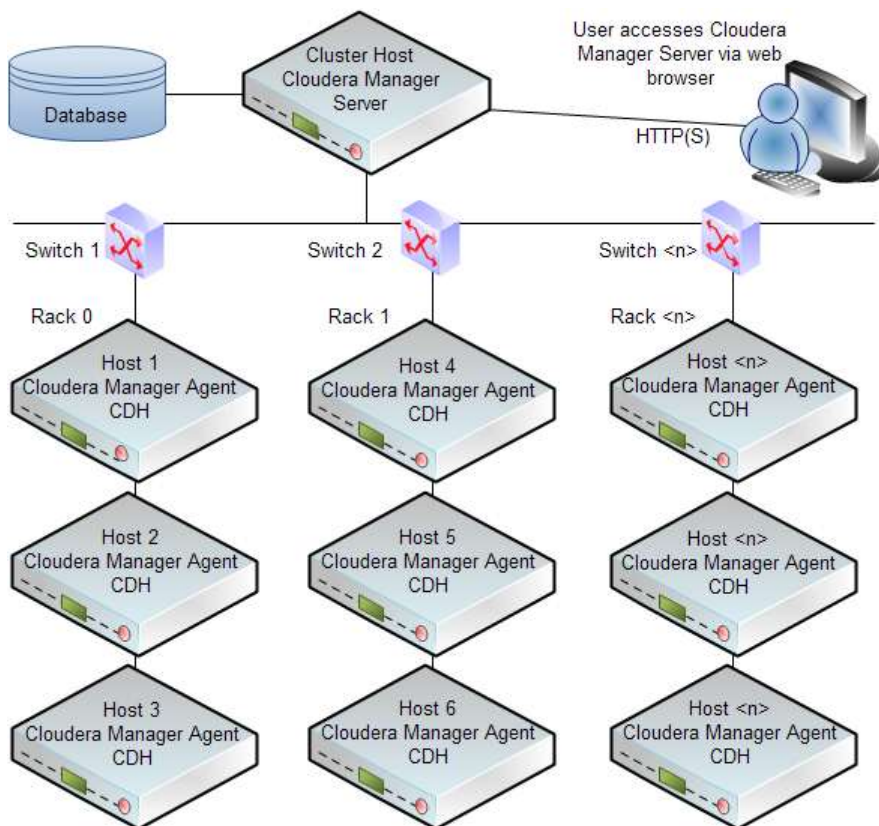 Cluster Host
Cloudera Manager
Server
User accesses Cloudera
Manager Server via web
browser
Database
HTTP(S)
Switch 1
Switch 2
Switch <n>
Rack 0
Rack 1
Rack <n>
Host 1
Cloudera Manager Agent
CDH
Host 4
Cloudera Manager Agent
CDH
Host <n>
Cloudera Manager Agent
CDH
Host 2
Cloudera Manager Agent
CDH
Host 5
Cloudera Manager Agent
CDH
Host <n>
Cloudera Manager Agent
CDH
Host 3
Cloudera Manager Agent
CDH
Host 6
Cloudera Manager Agent
CDH
Host <n>
Cloudera Manager Agent
CDH